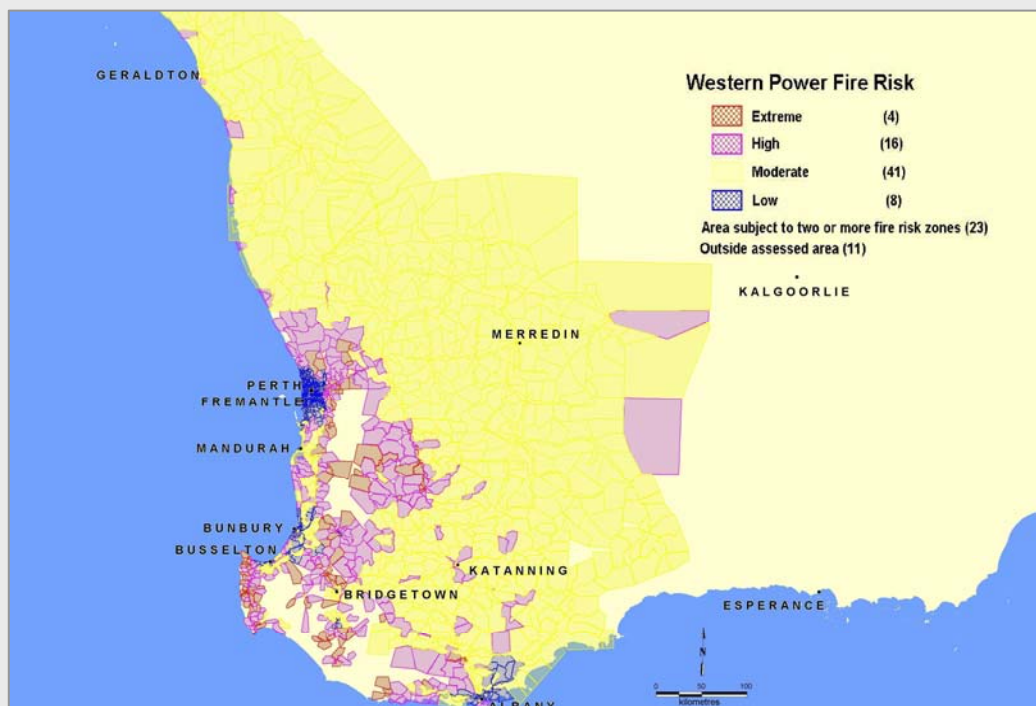 GERALDTON
Western Power Fire Risk
Extreme (4)
High (16)
Moderate (41)
Low (8)
Area subject to two or more fire risk zones (23)
Outside assessed area (11)
KALGOORLIE
MERREDIN
PERTH
FREMANTLE
MANDURAH
BUNBURY
BUSSELTON
KATANNING
BRIDGETOWN
ESPERANCE
N
0 50 100
kilometres
ALBANY